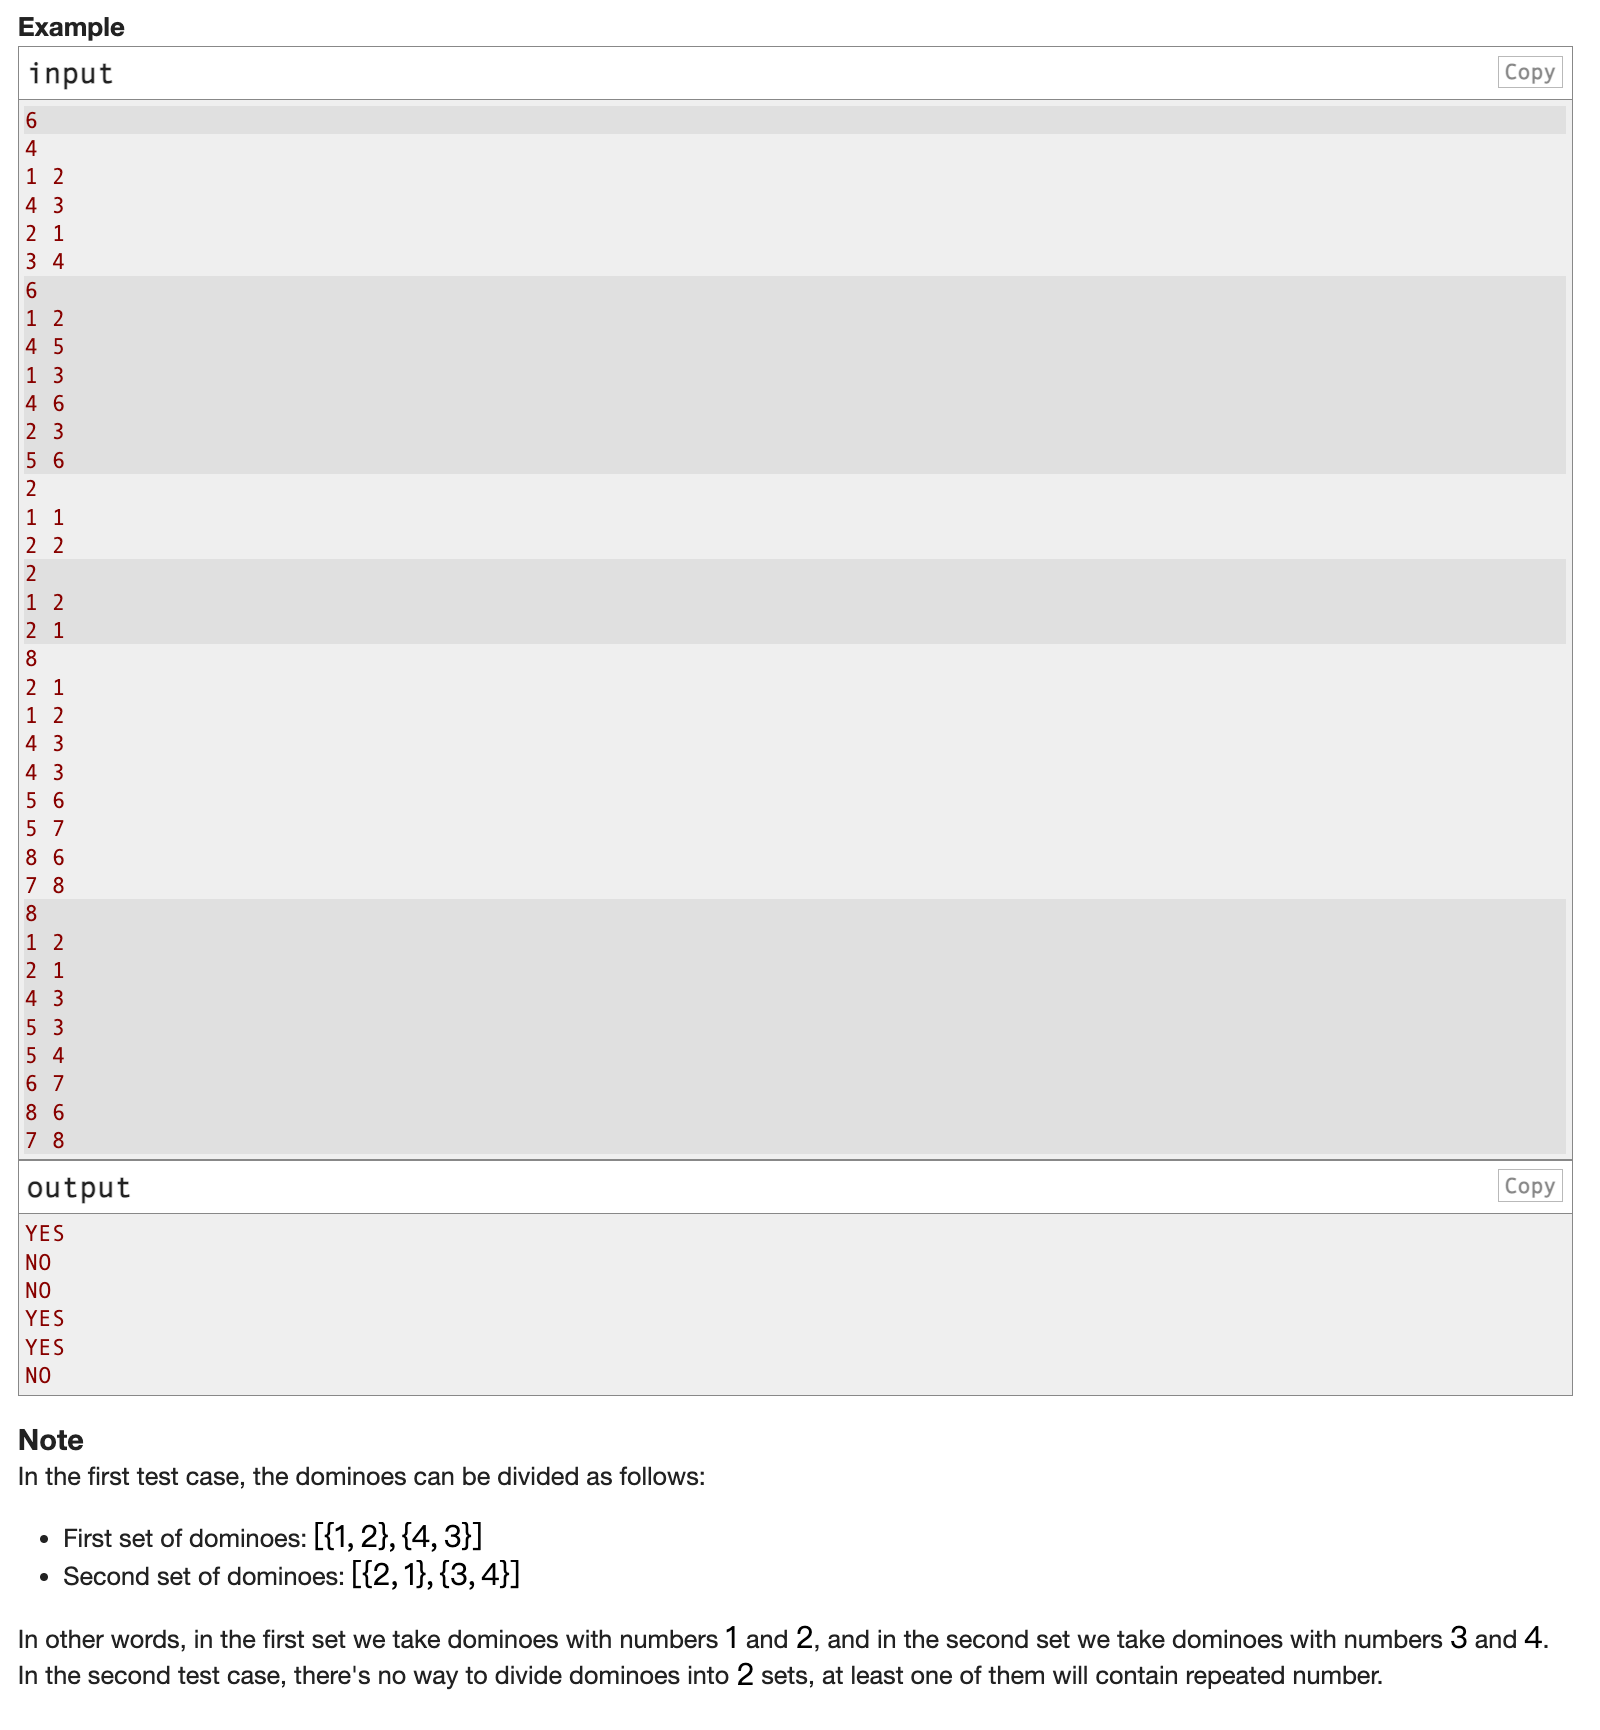 Example
input
Copy
6
4
1 2
4 3
2 1
3 4
6
1 2
4 5
1 3
4 6
2 3
5 6
2
1 1
2 2
2
1 2
2 1
8
2 1
1 2
4 3
4 3
5 6
5 7
8 6
7 8
8
1 2
2 1
4 3
5 3
5 4
6 7
8 6
7 8
output
Copy
YES
NO
NO
YES
YES
NO
Note
In the first test case, the dominoes can be divided as follows:
• First set of dominoes: [{1, 2}, {4, 3}]
• Second set of dominoes: [{2, 1}, {3, 4}]
In other words, in the first set we take dominoes with numbers 1 and 2, and in the second set we take dominoes with numbers 3 and 4.
In the second test case, there's no way to divide dominoes into 2 sets, at least one of them will contain repeated number.